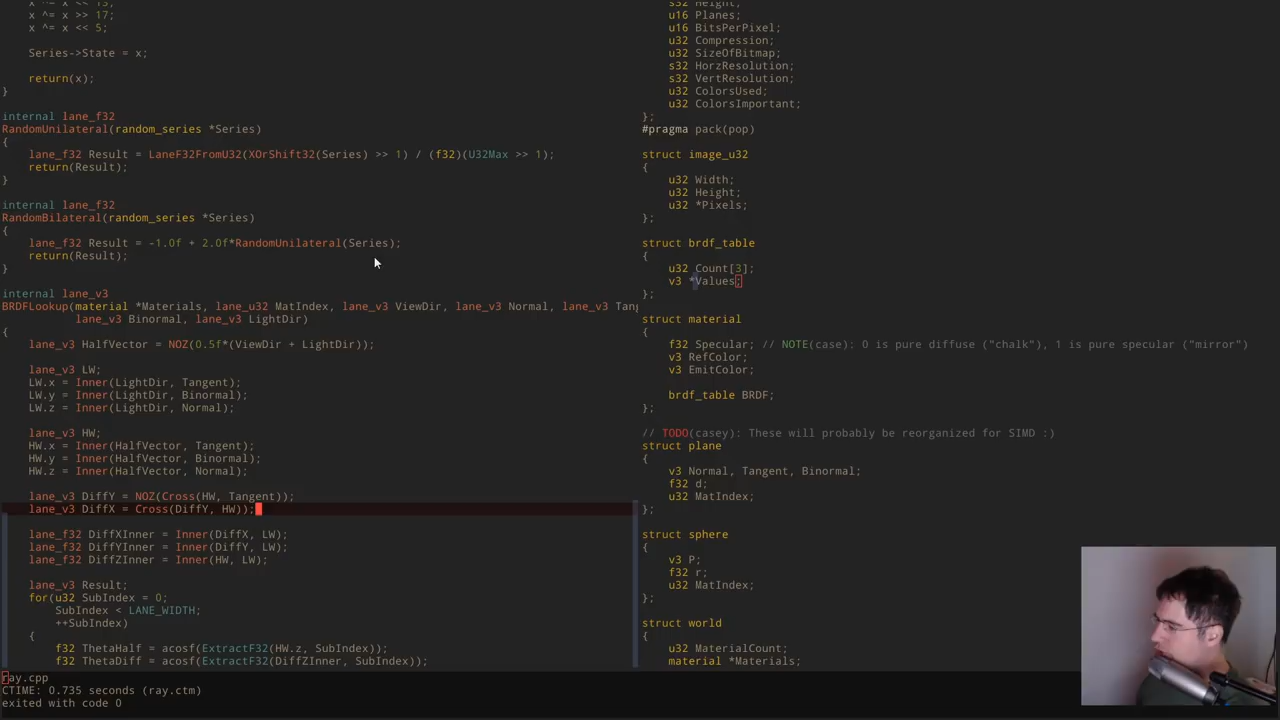 x ^= x << 13;
x ^= x >> 17;
x ^= x << 5;
Series->State = x;
return(x);
}
internal lane_f32
RandomUnilateral(random_series *Series)
{
lane_f32 Result = LaneF32FromU32(XOrShift32(Series) >> 1) / (f32)(U32Max >> 1);
return(Result);
}
internal lane_f32
RandomBilateral(random_series *Series)
{
lane_f32 Result = -1.0f + 2.0f*RandomUnilateral(Series);
return(Result);
}
internal lane_v3
BRDFLookup(material *Materials, lane_u32 MatIndex, lane_v3 ViewDir, lane_v3 Normal, lane_v3 Tang
lane_v3 Binormal, lane_v3 LightDir)
{
lane_v3 HalfVector = NOZ(0.5f*(ViewDir + LightDir));
lane_v3 LW;
LW.x = Inner(LightDir, Tangent);
LW.y = Inner(LightDir, Binormal);
LW.z = Inner(LightDir, Normal);
lane_v3 HW;
HW.x = Inner(HalfVector, Tangent);
HW.y = Inner(HalfVector, Binormal);
HW.z = Inner(HalfVector, Normal);
lane_v3 DiffY = NOZ(Cross(HW, Tangent));
lane_v3 DiffX = Cross(DiffY, HW));
lane_f32 DiffXInner = Inner(DiffX, LW);
lane_f32 DiffYInner = Inner(DiffY, LW);
lane_f32 DiffZInner = Inner(HW, LW);
lane_v3 Result;
for(u32 SubIndex = 0;
SubIndex < LANE_WIDTH;
++SubIndex)
{
f32 ThetaHalf = acosf(ExtractF32(HW.z, SubIndex));
f32 ThetaDiff = acosf(ExtractF32(DiffZInner, SubIndex));
ray.cpp
CTIME: 0.735 seconds (ray.ctm)
exited with code 0
s32 Height;
u16 Planes;
u16 BitsPerPixel;
u32 Compression;
u32 SizeOfBitmap;
s32 HorzResolution;
s32 VertResolution;
u32 ColorsUsed;
u32 ColorsImportant;
};
#pragma pack(pop)
struct image_u32
{
u32 Width;
u32 Height;
u32 *Pixels;
};
struct brdf_table
{
u32 Count[3];
v3 *Values;
};
struct material
{
f32 Specular; // NOTE(casey): 0 is pure diffuse ("chalk"), 1 is pure specular ("mirror")
v3 RefColor;
v3 EmitColor;
brdf_table BRDF;
};
// TODO(casey): These will probably be reorganized for SIMD :)
struct plane
{
v3 Normal, Tangent, Binormal;
f32 d;
u32 MatIndex;
};
struct sphere
{
v3 P;
f32 r;
u32 MatIndex;
};
struct world
{
u32 MaterialCount;
material *Materials;